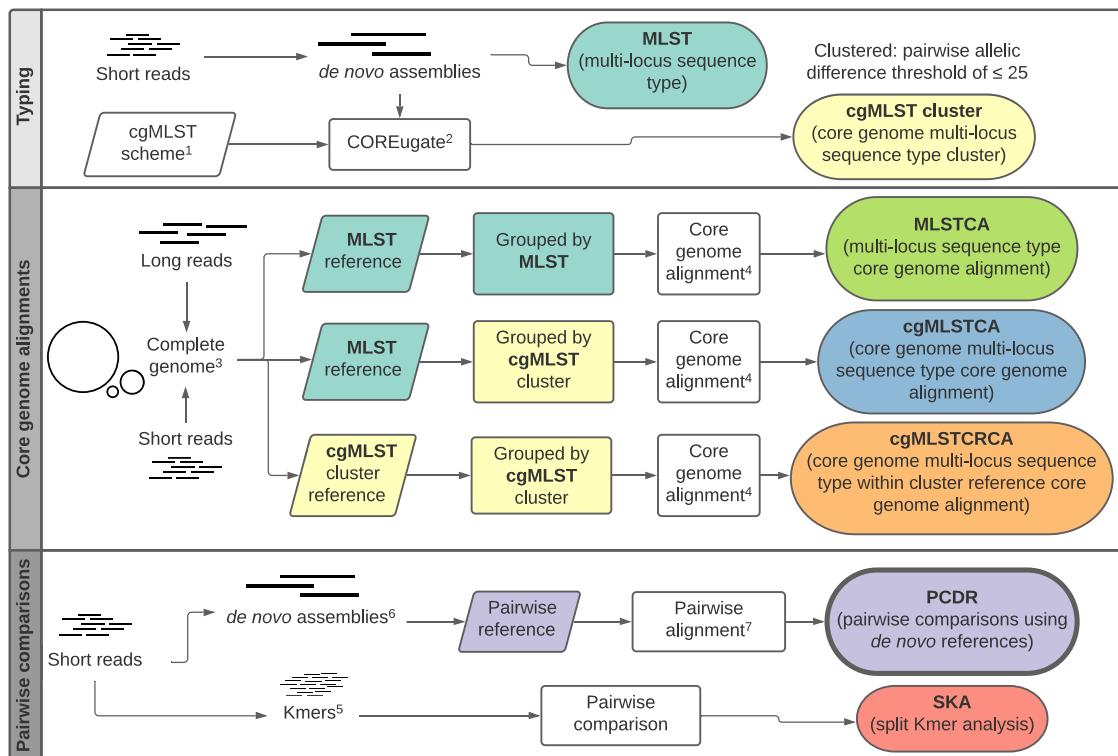 Typing
Short reads
de novo assemblies
MLST
(multi-locus sequence
type)
Clustered: pairwise allelic
difference threshold of ≤ 25
cgMLST
scheme¹
COREugate²
cgMLST cluster
(core genome multi-locus
sequence type cluster)
Core genome alignments
Long reads
Complete
genome³
Short reads
MLST
reference
Grouped by
MLST
Core
genome
alignment⁴
MLSTCA
(multi-locus sequence type
core genome alignment)
MLST
reference
Grouped by
cgMLST
cluster
Core
genome
alignment⁴
cgMLSTCA
(core genome multi-locus
sequence type core genome
alignment)
cgMLST
cluster
reference
Grouped by
cgMLST
cluster
Core
genome
alignment⁴
cgMLSTCRCA
(core genome multi-locus sequence
type within cluster reference core
genome alignment)
Pairwise comparisons
Short reads
de novo assemblies⁶
Pairwise
reference
Pairwise
alignment⁷
PCDR
(pairwise comparisons using
de novo references)
Kmers⁵
Pairwise
comparison
SKA
(split Kmer analysis)